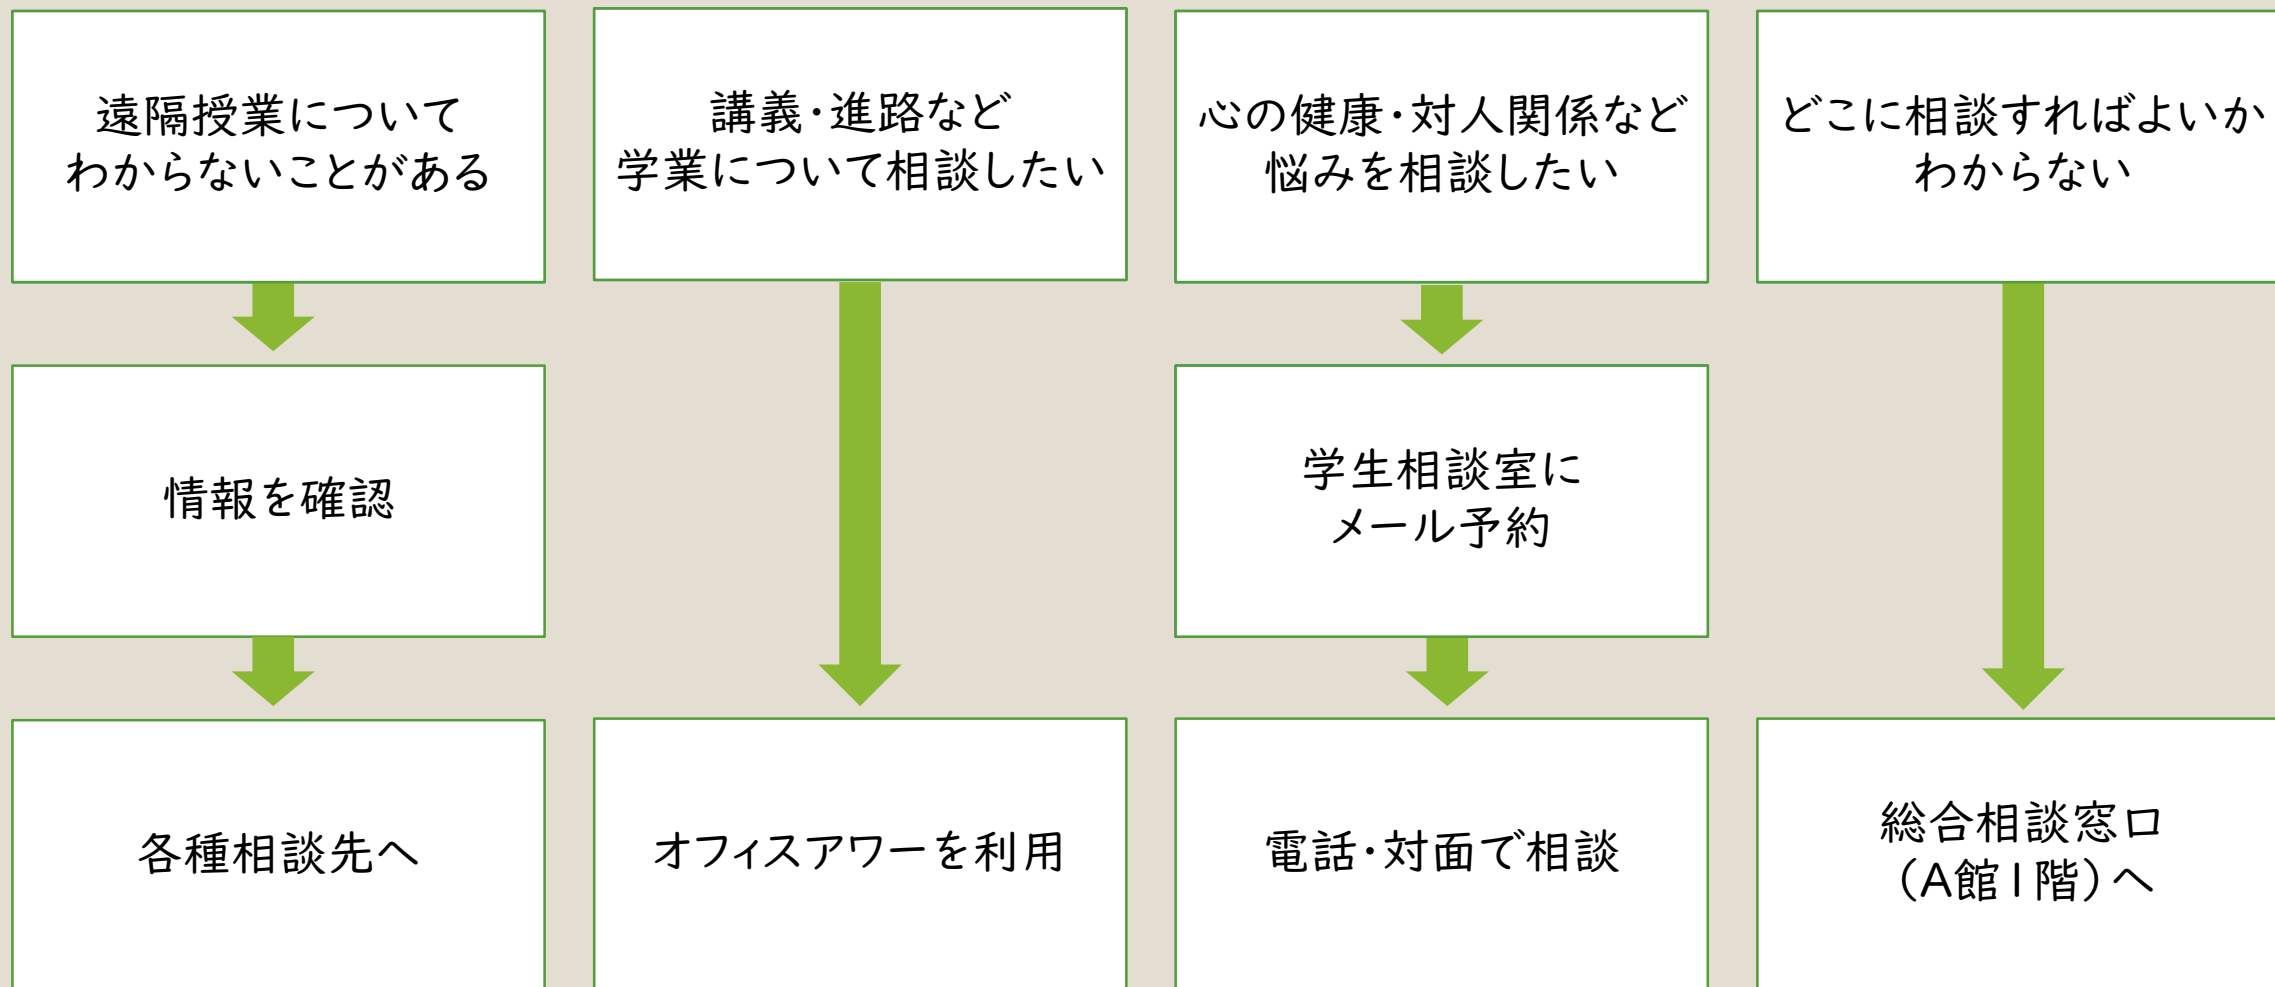 遠隔授業について
わからないことがある
講義・進路など
学業について相談したい
心の健康・対人関係など
悩みを相談したい
どこに相談すればよいか
わからない
情報を確認
学生相談室に
メール予約
各種相談先へ
オフィスアワーを利用
電話・対面で相談
総合相談窓口
(A館1階)へ